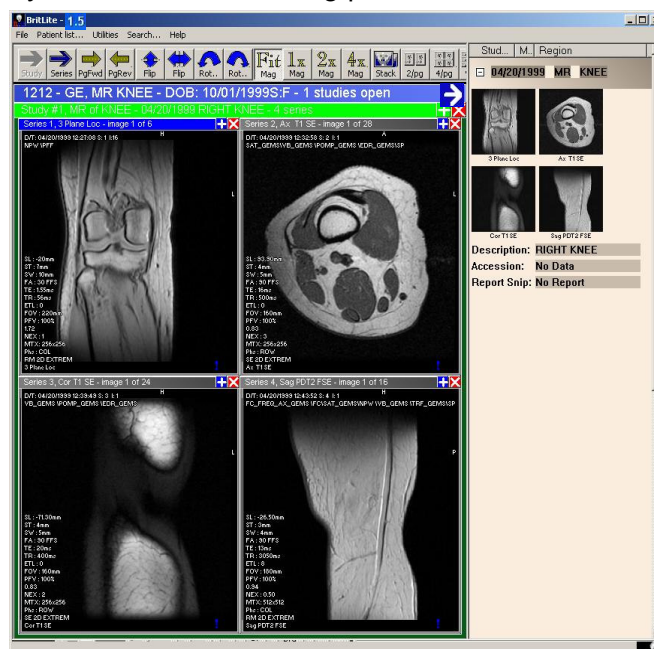 BritLite - 1.5
File Patient list... Utilities Search... Help
Study Series PgFwd PgRev Flip Flip Rot.. Rot.. Fit Mag 1x Mag 2x Mag 4x Mag Stack 2/pg 4/pg
Stud... M.. Region
1212 - GE, MR KNEE - DOB: 10/01/1999S:F - 1 studies open
Study #1, MR of KNEE - 04/20/1999 RIGHT KNEE - 4 series
04/20/1999 MR KNEE
3 Plane Loc
Ax T1 SE
Cor T1 SE
Sag PDT2 FSE
Description: RIGHT KNEE
Accession: No Data
Report Snip: No Report
Series 1, 3 Plane Loc - image 1 of 6
D/T: 04/20/1999 12:27:08 S: 1 I:16
NPW \PFF
H
L
SL : -20mm
ST : 7mm
SW : 10mm
FA : 30 FFS
TE : 1.55ms
TR : 56ms
ETL : 0
FOV : 220mm
PFV : 100%
1.72
NEX : 1
MTX: 256x256
Phs : COL
RM 2D EXTREM
3 Plane Loc
Series 2, Ax T1 SE - image 1 of 28
D/T: 04/20/1999 12:32:58 S: 2 I: 1
SAT_GEMS\VB_GEMS \POMP_GEMS \EDR_GEMS\SP
A
L
SL : 93.90mm
ST : 4mm
SW : 5mm
FA : 90 FFS
TE : 16ms
TR : 500ms
ETL : 0
FOV : 160mm
PFV : 100%
0.83
NEX : 3
MTX: 256x256
Phs : ROW
SE 2D EXTREM
Ax T1 SE
Series 3, Cor T1 SE - image 1 of 24
D/T: 04/20/1999 12:39:49 S: 3 I: 1
VB_GEMS \POMP_GEMS \EDR_GEMS
H
L
SL : -71.30mm
ST : 4mm
SW : 5mm
FA : 90 FFS
TE : 20ms
TR : 400ms
ETL : 0
FOV : 160mm
PFV : 100%
0.83
NEX : 2
MTX: 256x256
Phs : ROW
SE 2D EXTREM
Cor T1 SE
Series 4, Sag PDT2 FSE - image 1 of 16
D/T: 04/20/1999 12:43:52 S: 4 I: 1
FC_FREQ_AX_GEMS \FC\SAT_GEMS\NPW \VB_GEMS \TRF_GEMS\SP
H
P
SL : -26.50mm
ST : 3mm
SW : 4mm
FA : 90 FFS
TE : 13ms
TR : 3050ms
ETL : 8
FOV : 180mm
PFV : 100%
0.94
NEX : 0.50
MTX: 512x512
Phs : COL
RM 2D EXTREM
Sag PDT2 FSE